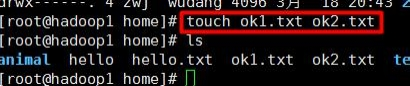 drwx------. 4 zwj  wudang 4096 3月  18 20:43 
[root@hadoop1 home]# touch ok1.txt ok2.txt
[root@hadoop1 home]# ls
animal  hello  hello.txt  ok1.txt  ok2.txt
[root@hadoop1 home]#